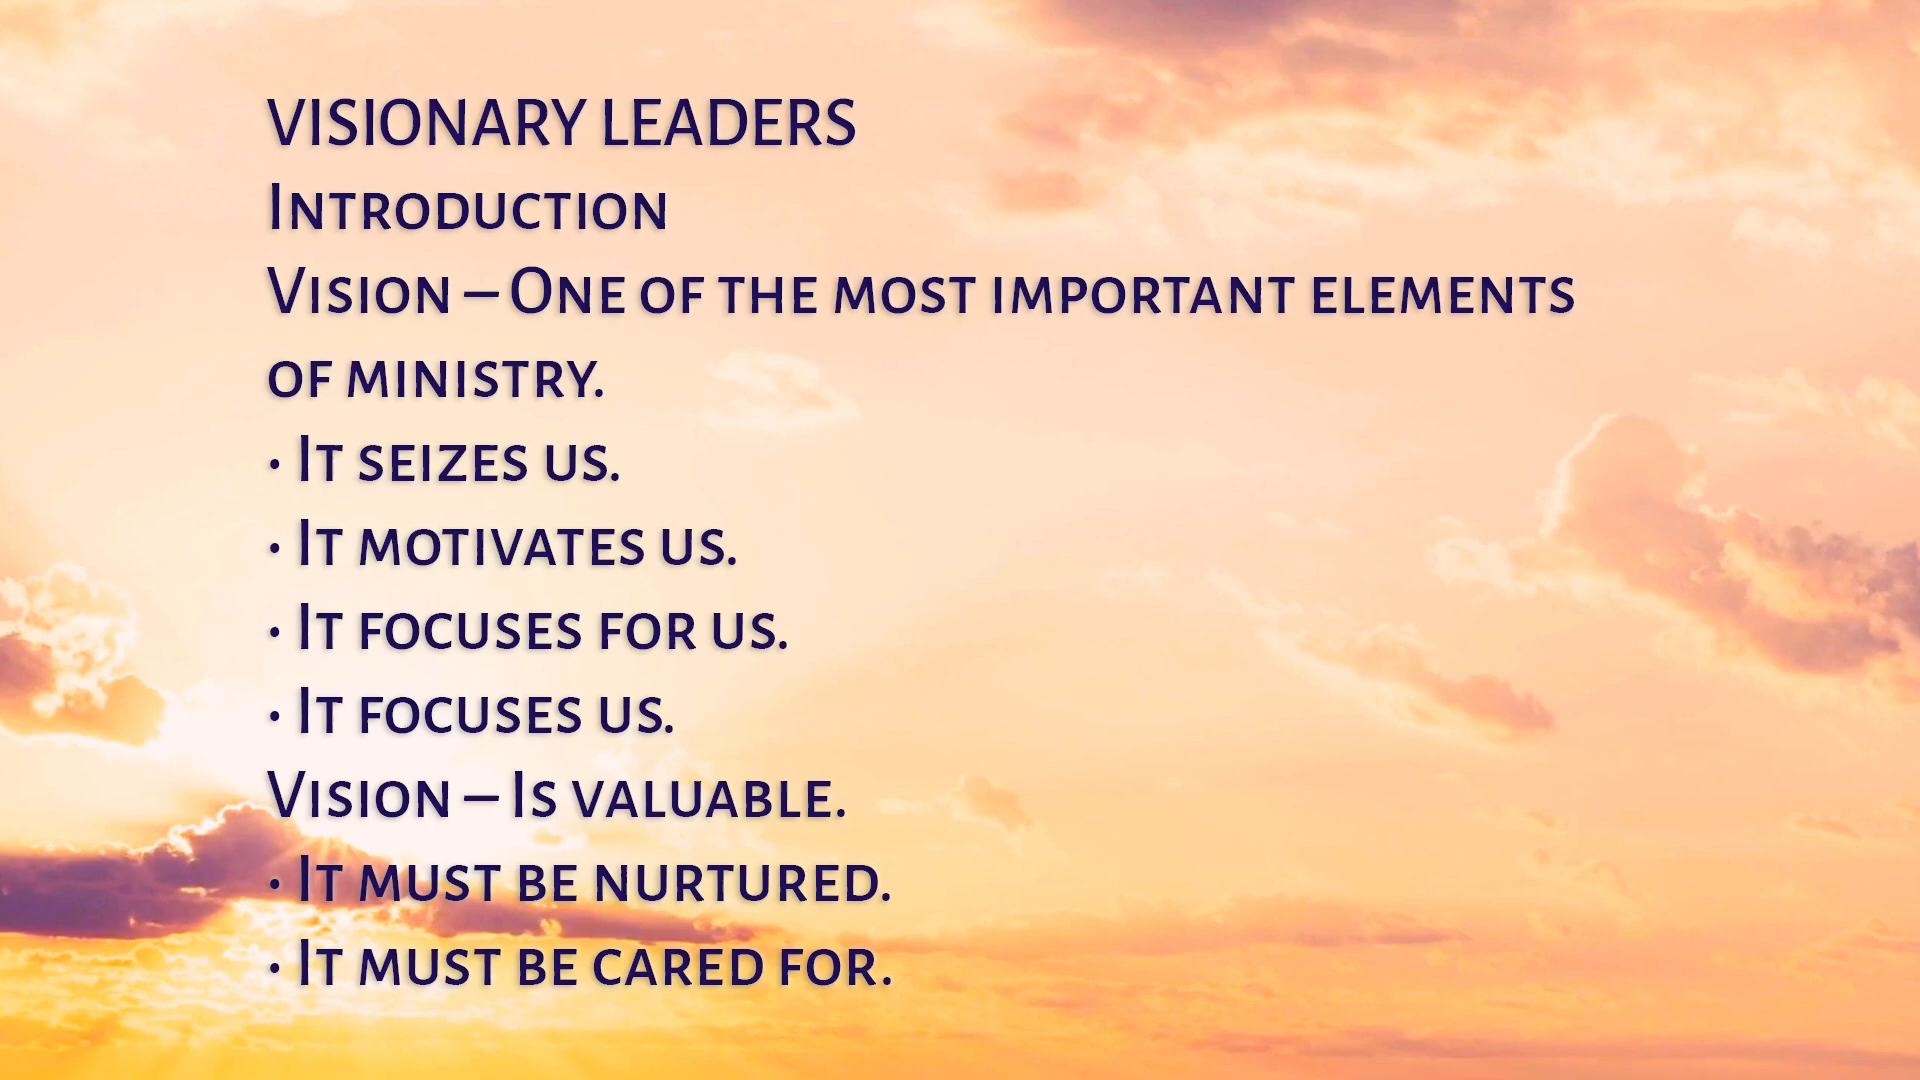 VISIONARY LEADERS
Introduction
Vision – One of the most important elements
of ministry.
• It seizes us.
• It motivates us.
• It focuses for us.
• It focuses us.
Vision – Is valuable.
• It must be nurtured.
• It must be cared for.